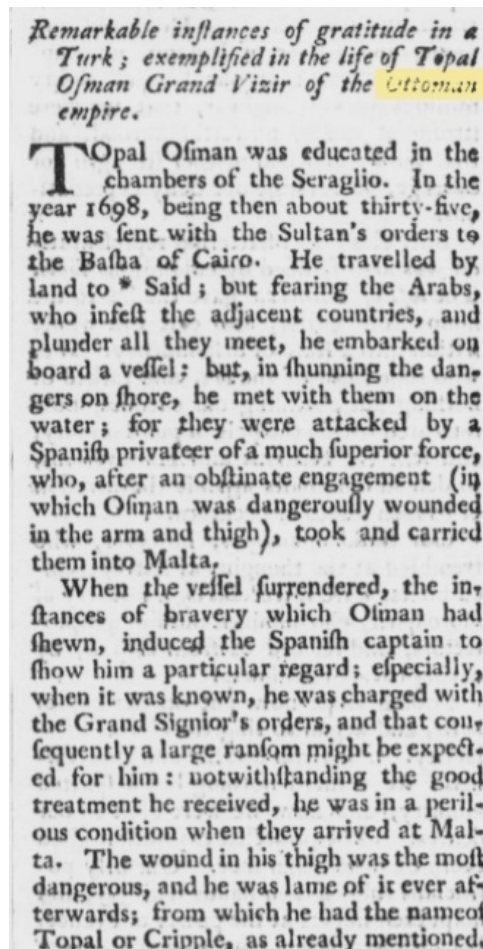 Remarkable inſtances of gratitude in a
Turk ; exemplified in the life of Topal
Oſman Grand Vizir of the Ottoman
empire.
TOpal Oſman was educated in the
chambers of the Seraglio. In the
year 1698, being then about thirty-five,
he was ſent with the Sultan's orders to
the Baſha of Cairo. He travelled by
land to * Said ; but fearing the Arabs,
who infeſt the adjacent countries, and
plunder all they meet, he embarked on
board a veſſel : but, in ſhunning the dan-
gers on ſhore, he met with them on the
water ; for they were attacked by a
Spaniſh privateer of a much ſuperior force,
who, after an obſtinate engagement (in
which Oſman was dangerouſly wounded
in the arm and thigh), took and carried
them into Malta.
When the veſſel ſurrendered, the in-
ſtances of bravery which Oſman had
ſhewn, induced the Spaniſh captain to
ſhow him a particular regard ; eſpecially,
when it was known, he was charged with
the Grand Signior's orders, and that con-
ſequently a large ranſom might be expect-
ed for him : notwithſtanding the good
treatment he received, he was in a peril-
ous condition when they arrived at Mal-
ta. The wound in his thigh was the moſt
dangerous, and he was lame of it ever af-
terwards ; from which he had the name of
Topal or Cripple, as already mentioned.